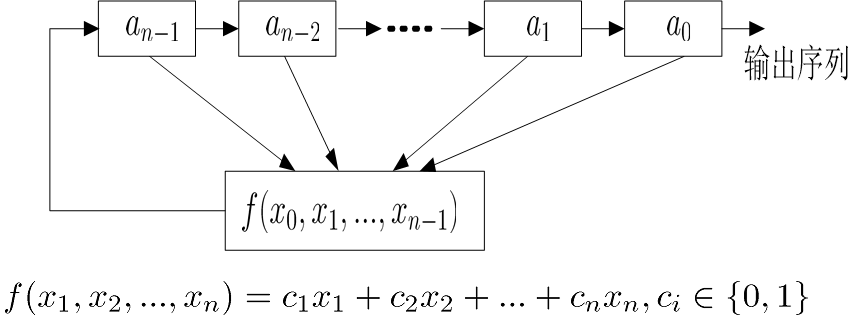 a_{n-1} a_{n-2} a_1 a_0
输出序列
f(x_0, x_1, ..., x_{n-1})
f(x_1, x_2, ..., x_n) = c_1x_1 + c_2x_2 + ... + c_nx_n, c_i ∈ {0, 1}